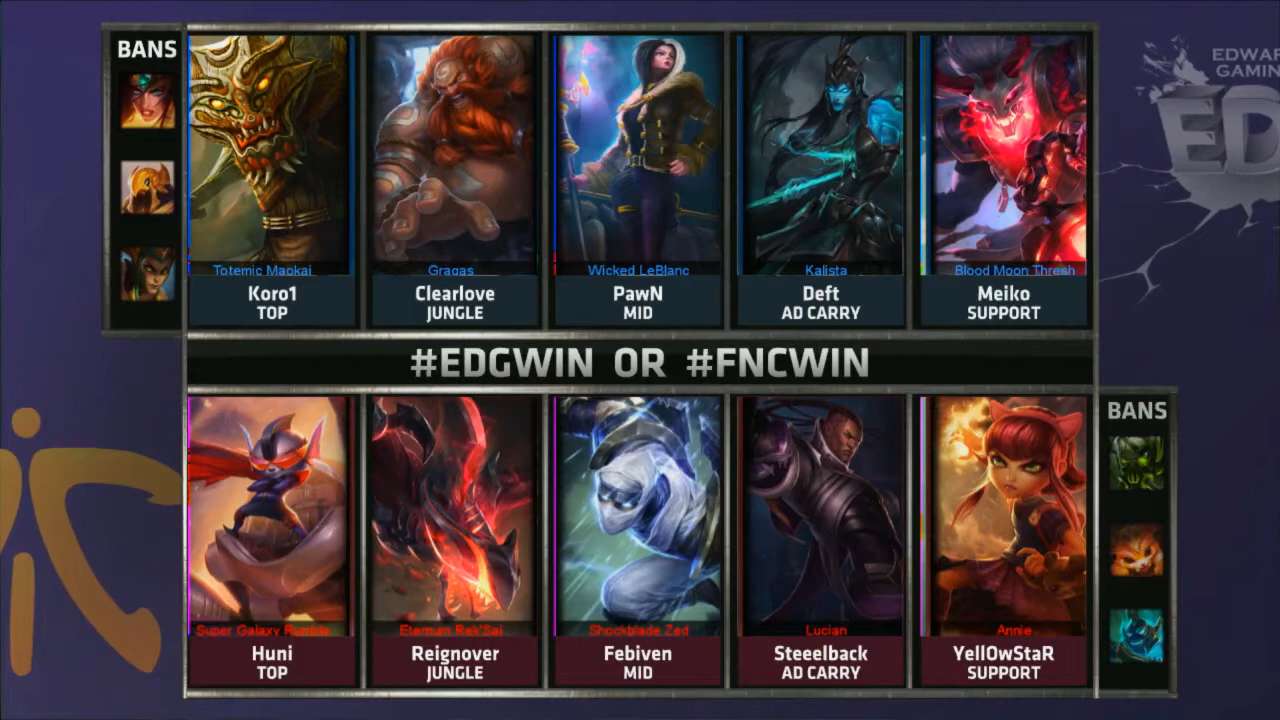 BANS
EDWAR
GAMIN
ED
Totemic Maokai
Gragas
Wicked LeBlanc
Kalista
Blood Moon Thresh
Koro1
TOP
Clearlove
JUNGLE
PawN
MID
Deft
AD CARRY
Meiko
SUPPORT
#EDGWIN OR #FNCWIN
BANS
Super Galaxy Rumble
Eternum Rek'Sai
Shockblade Zed
Lucian
Annie
Huni
TOP
Reignover
JUNGLE
Febiven
MID
Steeelback
AD CARRY
YellOwStaR
SUPPORT